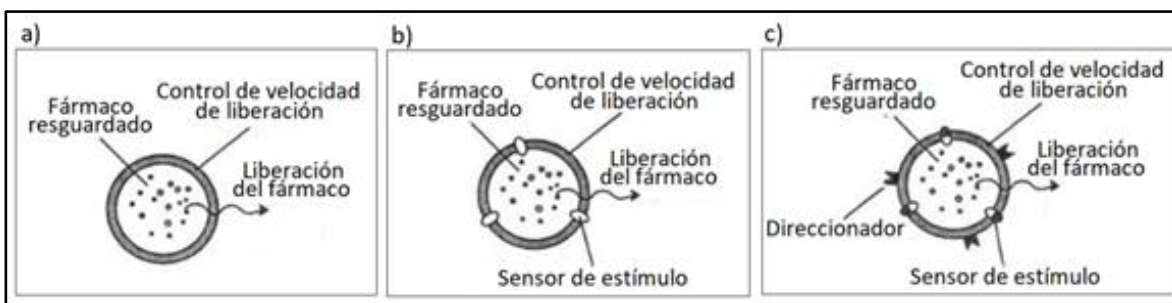 a)
Fármaco
resguardado
Control de velocidad
de liberación
Liberación
del fármaco
b)
Fármaco
resguardado
Control de velocidad
de liberación
Liberación
del fármaco
Sensor de estímulo
c)
Fármaco
resguardado
Control de velocidad
de liberación
Liberación
del fármaco
Direccionador
Sensor de estímulo